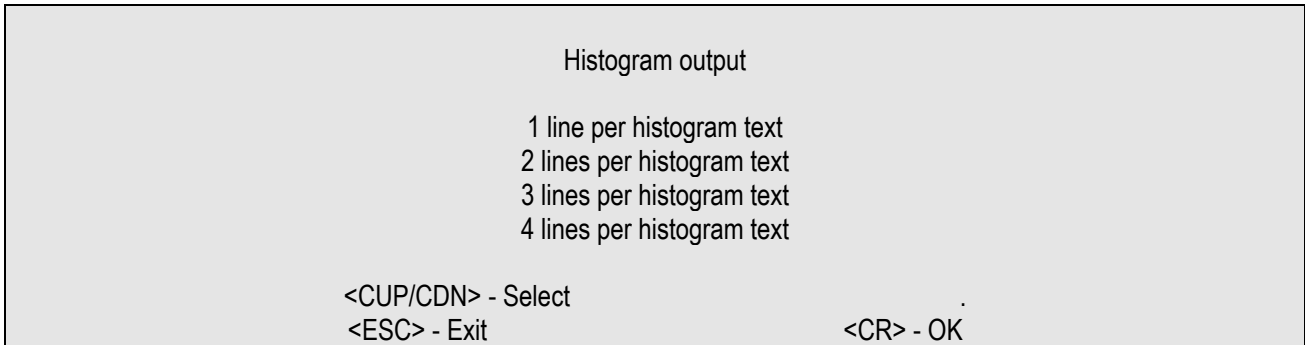 Histogram output
1 line per histogram text
2 lines per histogram text
3 lines per histogram text
4 lines per histogram text
<CUP/CDN> - Select .
<ESC> - Exit <CR> - OK